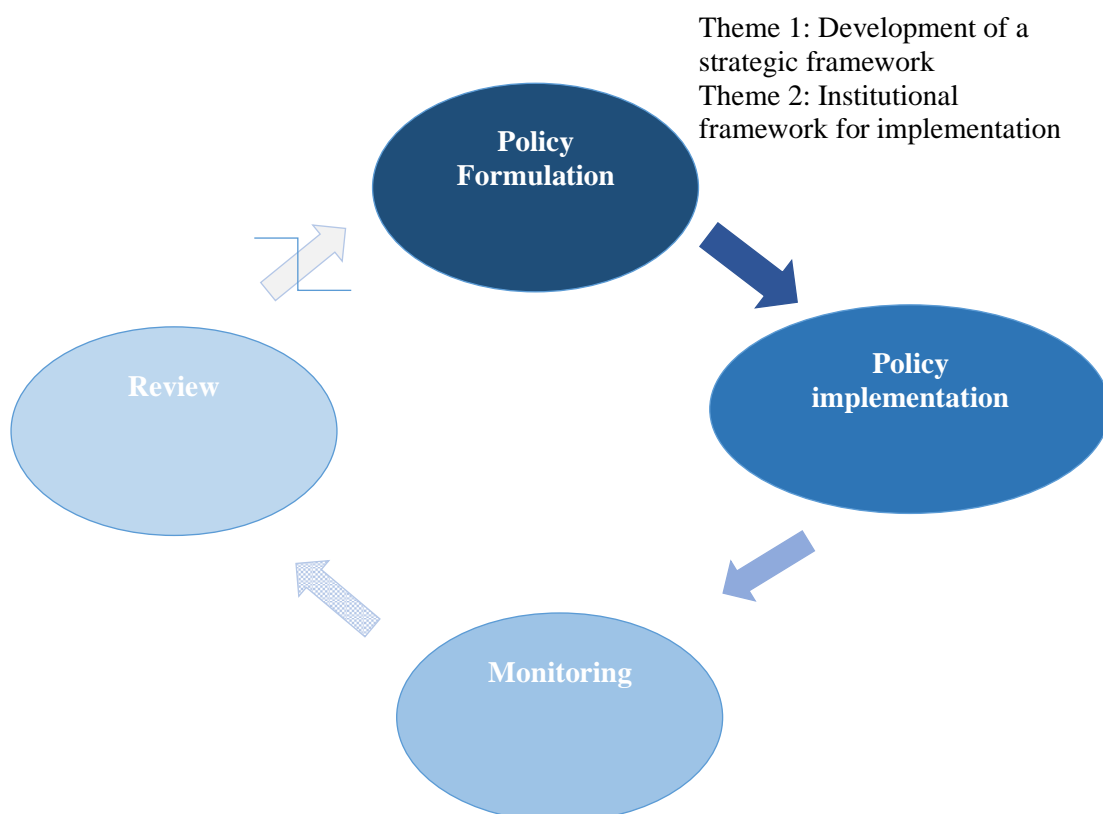 Theme 1: Development of a
strategic framework
Theme 2: Institutional
framework for implementation
Policy
Formulation
Policy
implementation
Review
Monitoring